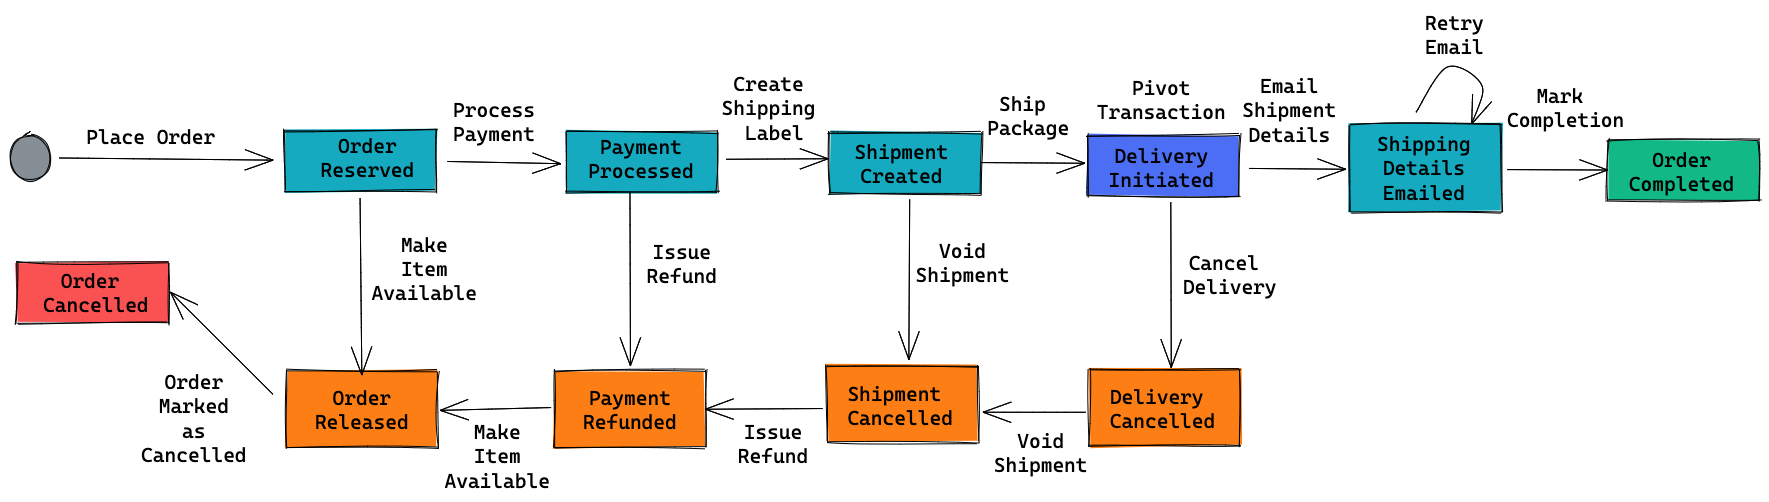 Retry
Email
Create
Shipping
Label
Pivot
Transaction
Email
Shipment
Details
Mark
Completion
Process
Payment
Ship
Package
Place Order
Order
Reserved
Payment
Processed
Shipment
Created
Delivery
Initiated
Shipping
Details
Emailed
Order
Completed
Make
Item
Available
Issue
Refund
Void
Shipment
Cancel
Delivery
Order
Cancelled
Order
Marked
as
Cancelled
Order
Released
Payment
Refunded
Shipment
Cancelled
Delivery
Cancelled
Make
Item
Available
Issue
Refund
Void
Shipment